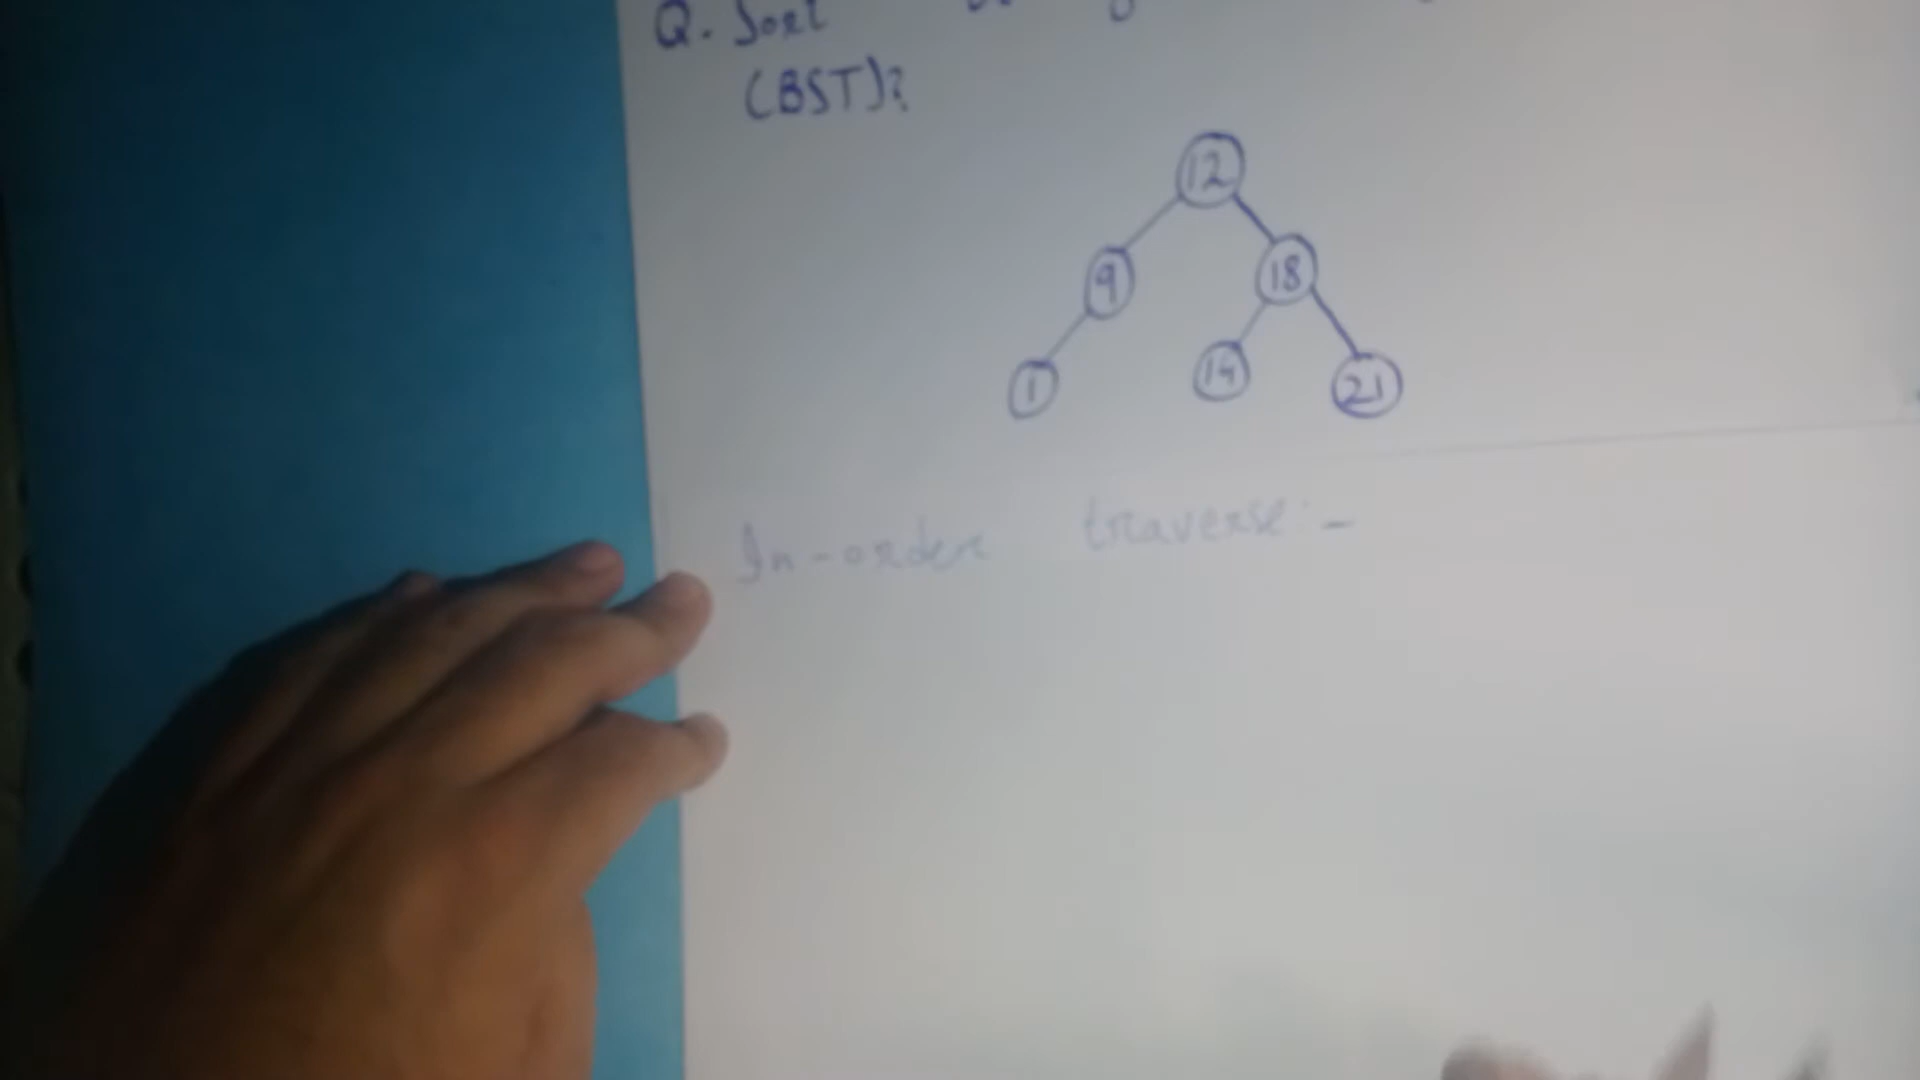 Q. Sort
(BST)?
12
9 18
1 14 21
In-order traverse:-